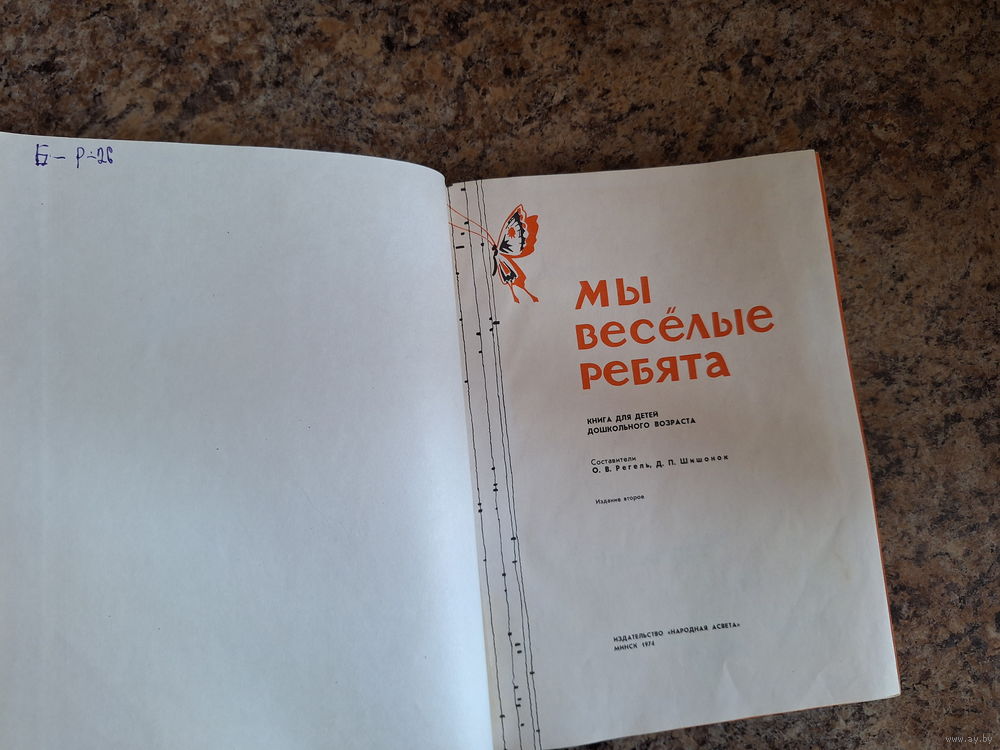 Б - Р-26
МЫ
ВЕСЁЛЫЕ
РЕБЯТА
КНИГА ДЛЯ ДЕТЕЙ
ДОШКОЛЬНОГО ВОЗРАСТА
Составители
О. В. Регель, Д. П. Шишонок
Издание второе
ИЗДАТЕЛЬСТВО «НАРОДНАЯ АСВЕТА»
МИНСК 1974
www.ay.by